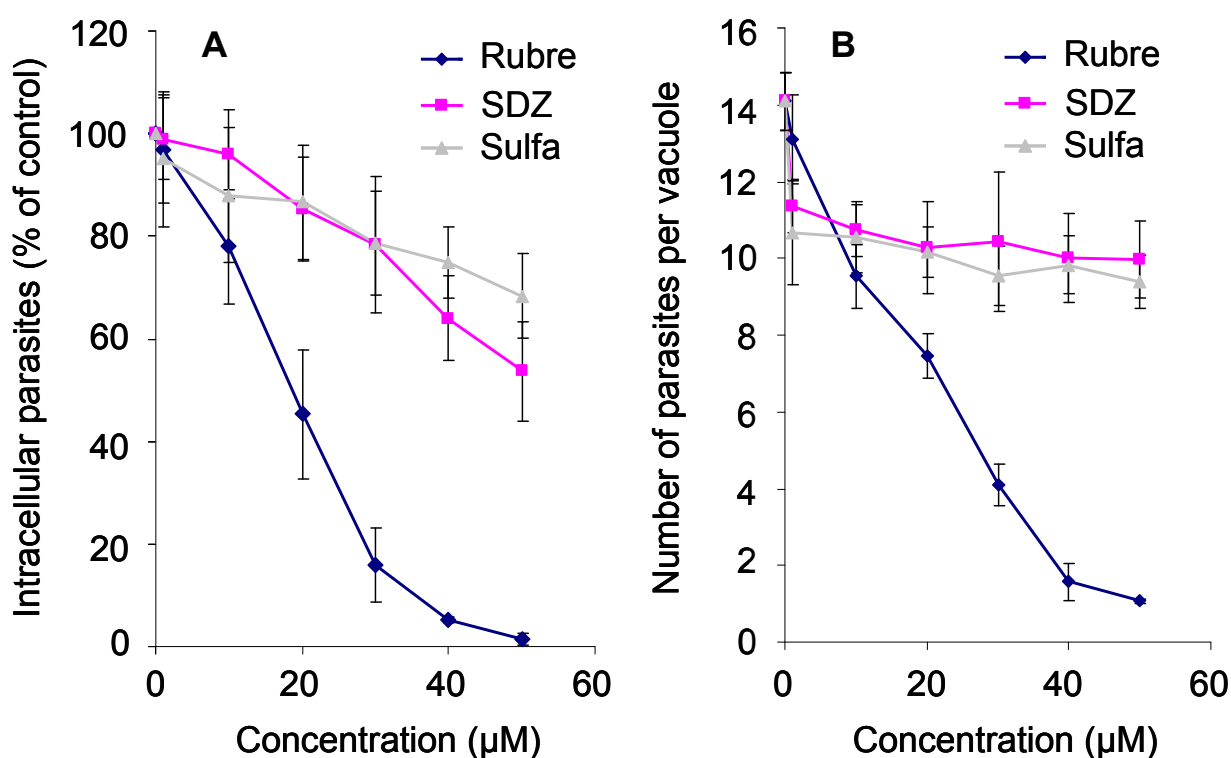 A
Rubre
SDZ
Sulfa
Intracellular parasites (% of control)
120
100
80
60
40
20
0
0 20 40 60
Concentration (µM)
B
Rubre
SDZ
Sulfa
Number of parasites per vacuole
16
14
12
10
8
6
4
2
0
0 20 40 60
Concentration (µM)